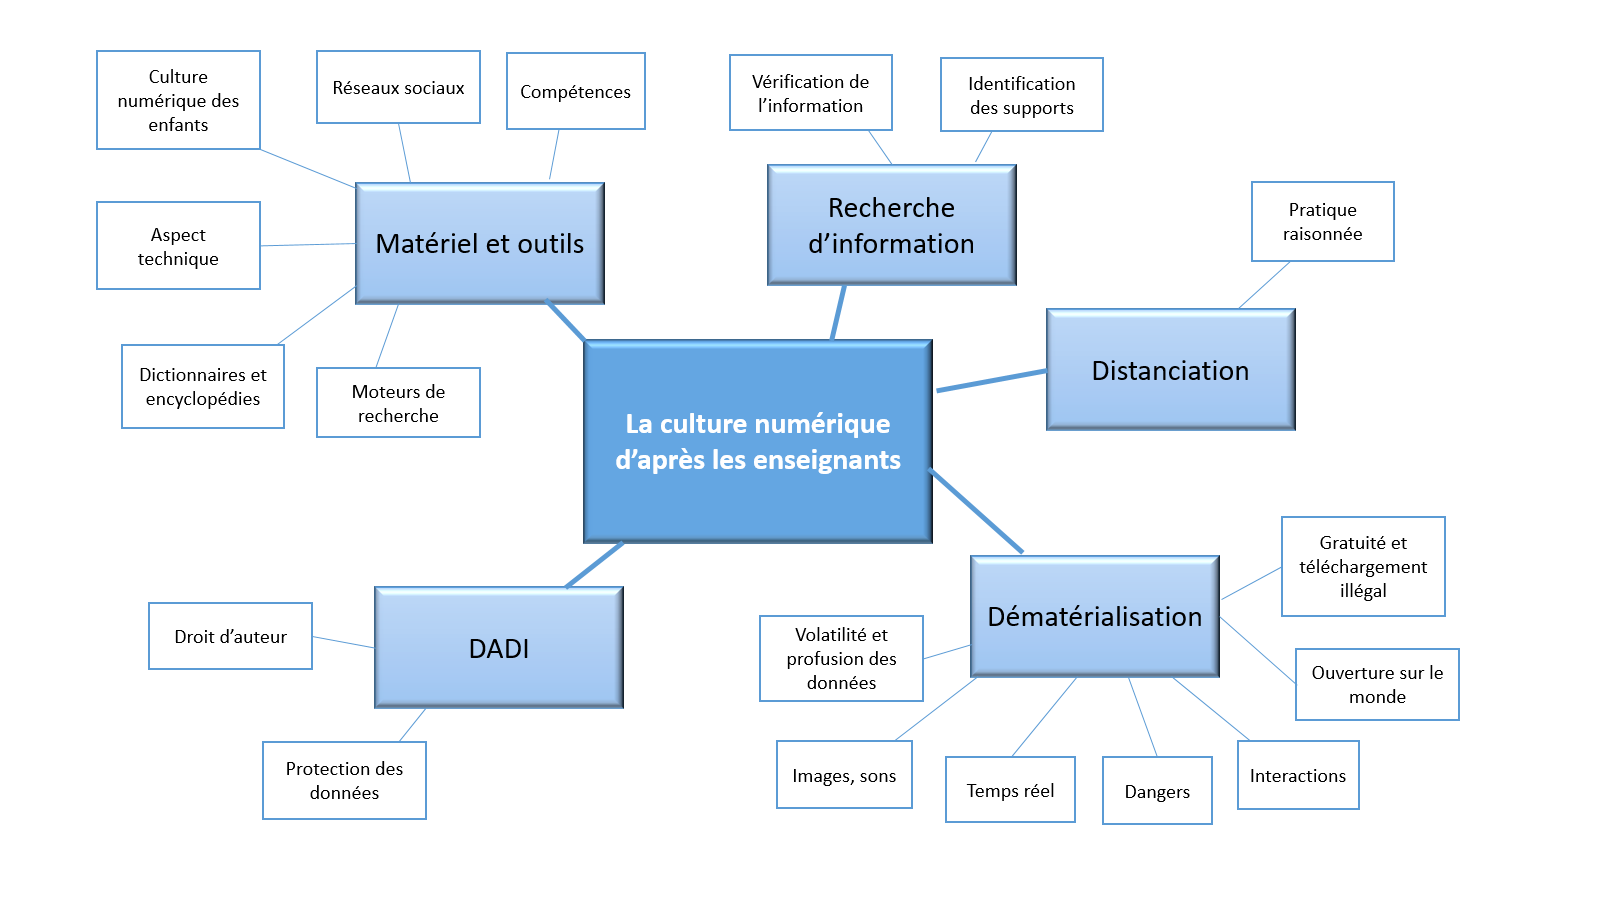 Culture
numérique des
enfants
Réseaux sociaux
Compétences
Vérification de
l’information
Identification
des supports
Matériel et outils
Recherche
d’information
Pratique
raisonnée
Aspect
technique
Dictionnaires et
encyclopédies
Moteurs de
recherche
Distanciation
La culture numérique
d’après les enseignants
DADI
Droit d’auteur
Protection des
données
Dématérialisation
Gratuité et
téléchargement
illégal
Volatilité et
profusion des
données
Ouverture sur le
monde
Images, sons
Temps réel
Dangers
Interactions